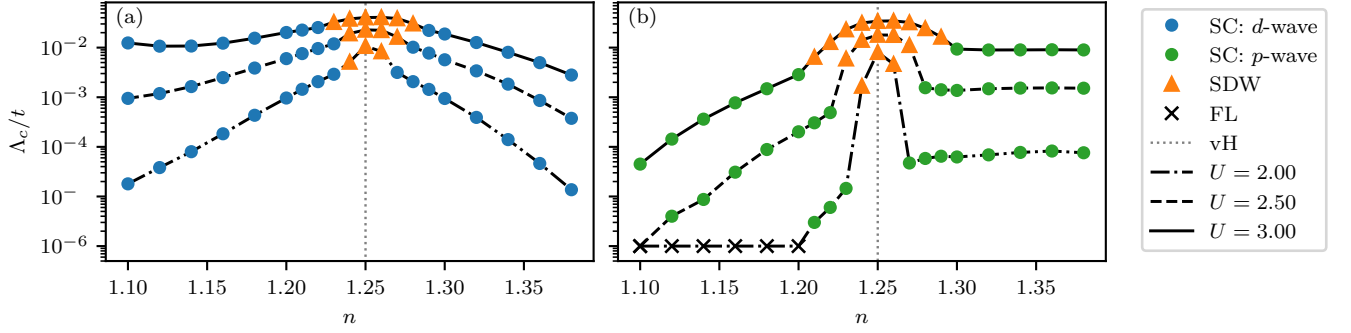 (a)
(b)
Λc/t
10⁻²
10⁻³
10⁻⁴
10⁻⁵
10⁻⁶
1.10 1.15 1.20 1.25 1.30 1.35
n
1.10 1.15 1.20 1.25 1.30 1.35
n
SC: d-wave
SC: p-wave
SDW
FL
vH
U = 2.00
U = 2.50
U = 3.00